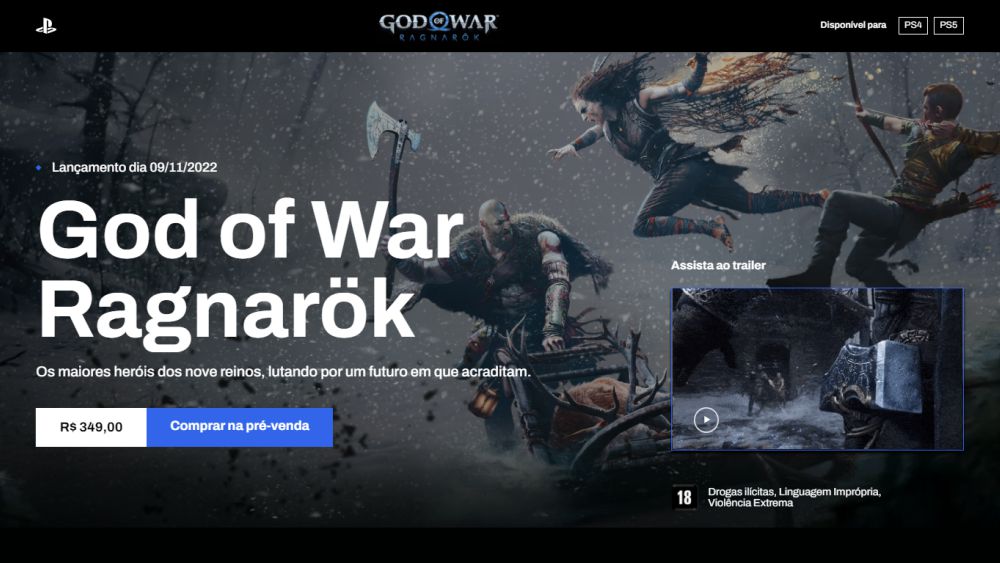 GOD OF WAR
RAGNARÖK
Disponível para
PS4
PS5
Lançamento dia 09/11/2022
God of War
Ragnarök
Os maiores heróis dos nove reinos, lutando por um futuro em que acreditam.
R$ 349,00
Comprar na pré-venda
Assista ao trailer
18
Drogas ilícitas, Linguagem Imprópria,
Violência Extrema